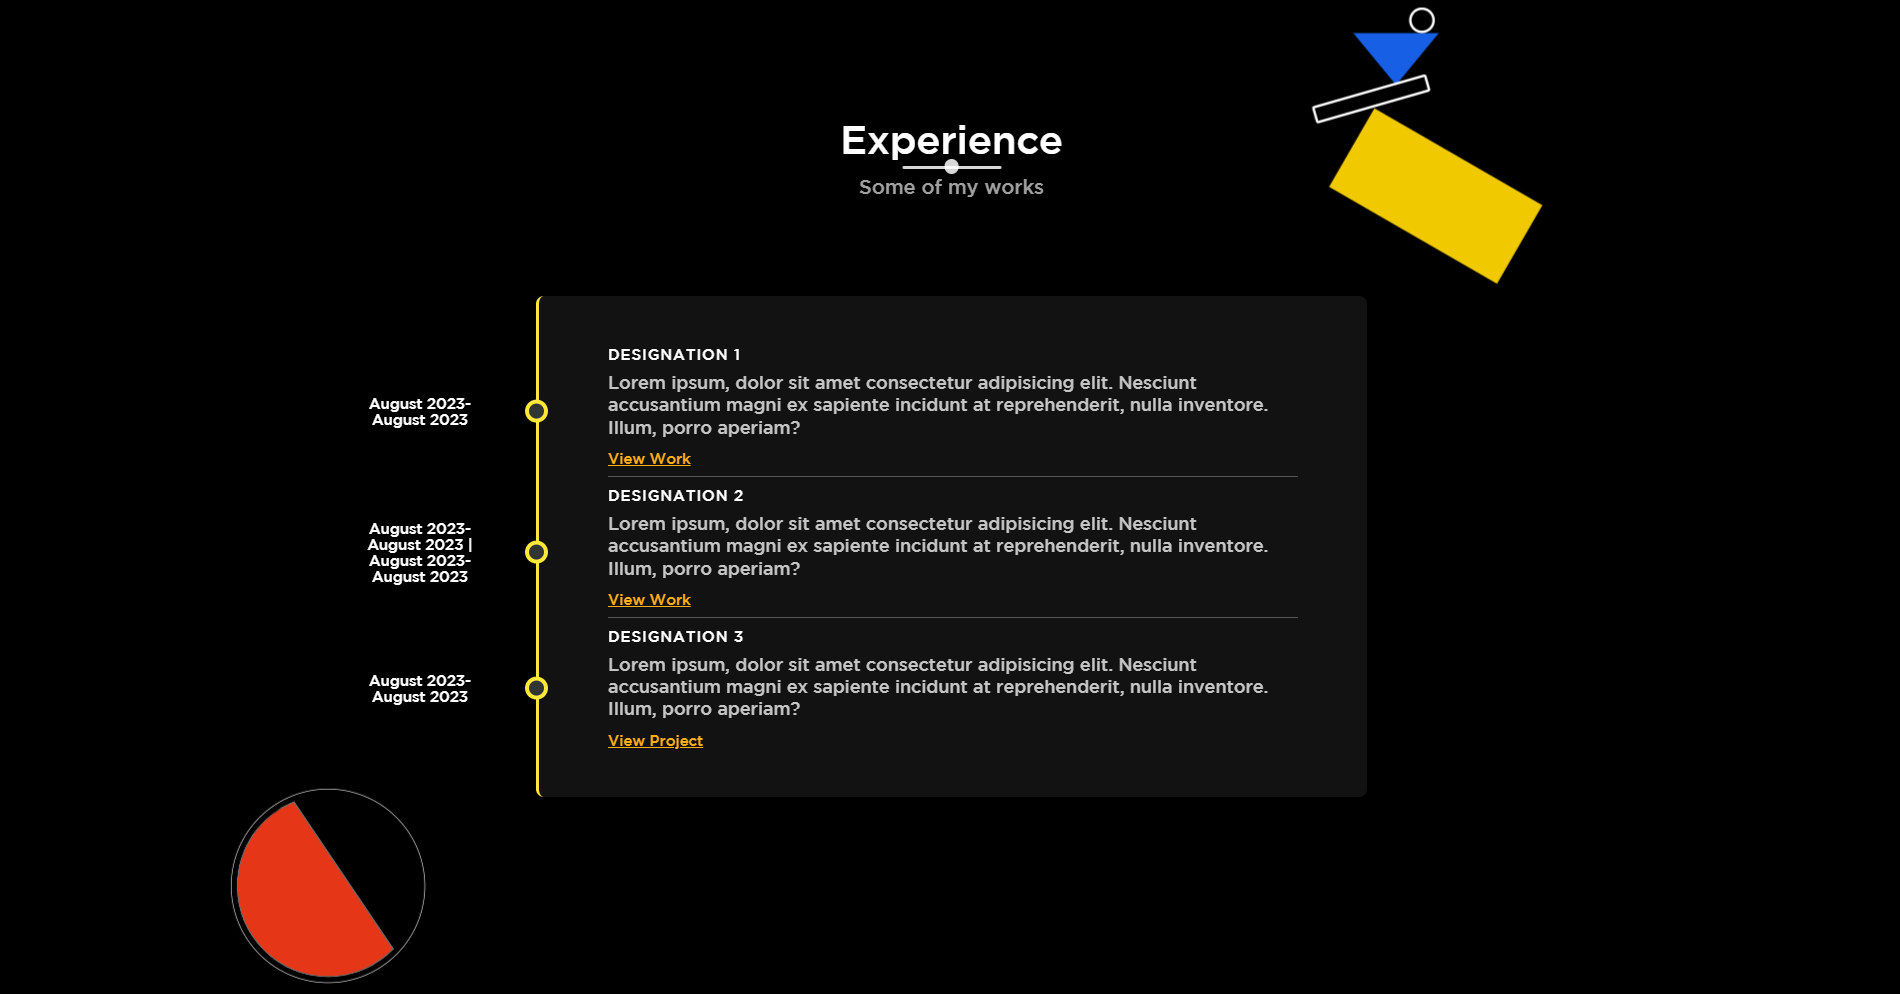 Experience
Some of my works
August 2023-
August 2023
DESIGNATION 1
Lorem ipsum, dolor sit amet consectetur adipisicing elit. Nesciunt
accusantium magni ex sapiente incidunt at reprehenderit, nulla inventore.
Illum, porro aperiam?
View Work
August 2023-
August 2023 |
August 2023-
August 2023
DESIGNATION 2
Lorem ipsum, dolor sit amet consectetur adipisicing elit. Nesciunt
accusantium magni ex sapiente incidunt at reprehenderit, nulla inventore.
Illum, porro aperiam?
View Work
August 2023-
August 2023
DESIGNATION 3
Lorem ipsum, dolor sit amet consectetur adipisicing elit. Nesciunt
accusantium magni ex sapiente incidunt at reprehenderit, nulla inventore.
Illum, porro aperiam?
View Project